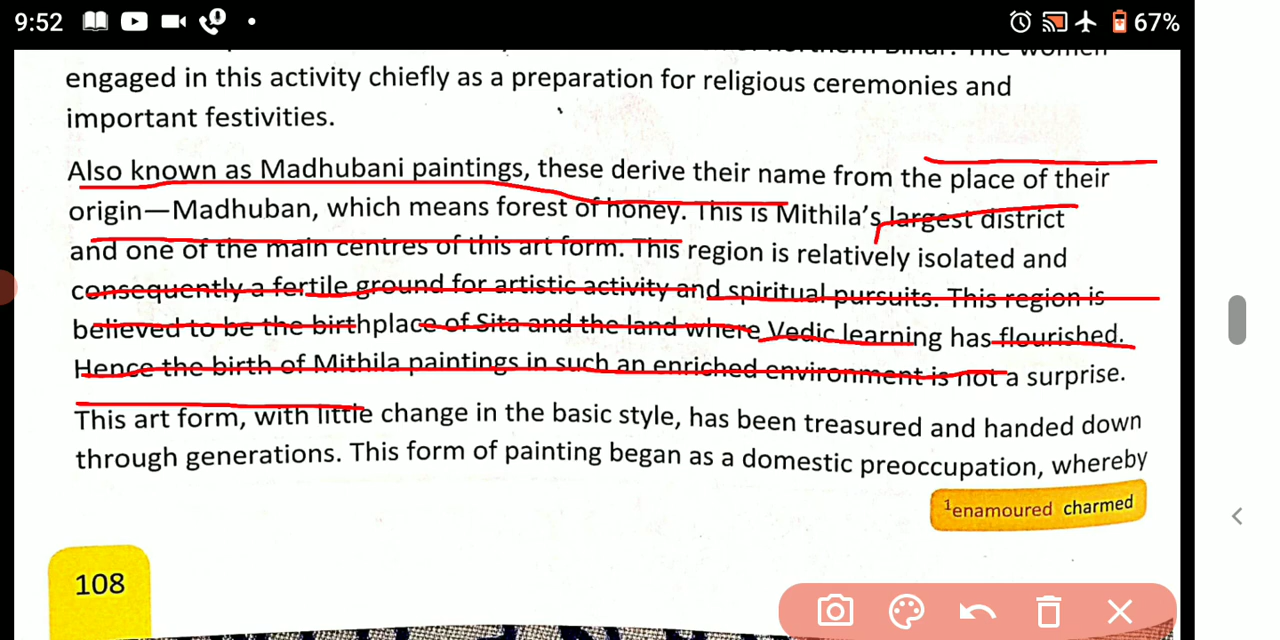 9:52
67%
northern Bihar. The women
engaged in this activity chiefly as a preparation for religious ceremonies and
important festivities.
Also known as Madhubani paintings, these derive their name from the place of their
origin—Madhuban, which means forest of honey. This is Mithila's largest district
and one of the main centres of this art form. This region is relatively isolated and
consequently a fertile ground for artistic activity and spiritual pursuits. This region is
believed to be the birthplace of Sita and the land where Vedic learning has flourished.
Hence the birth of Mithila paintings in such an enriched environment is not a surprise.
This art form, with little change in the basic style, has been treasured and handed down
through generations. This form of painting began as a domestic preoccupation, whereby
¹enamoured charmed
108